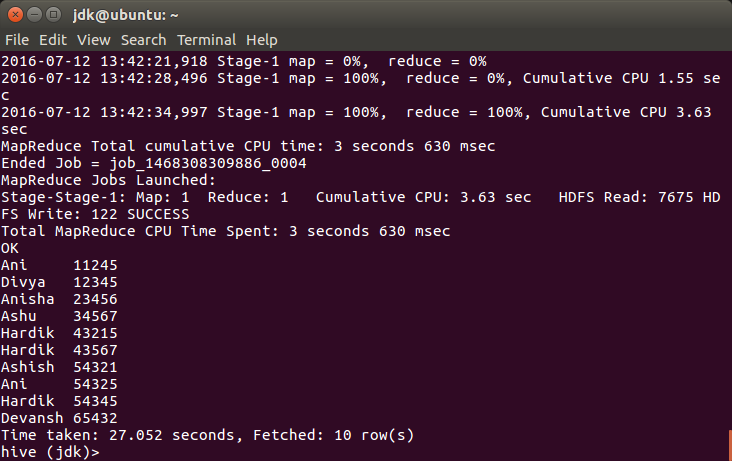 jdk@ubuntu: ~
File Edit View Search Terminal Help
2016-07-12 13:42:21,918 Stage-1 map = 0%,  reduce = 0%
2016-07-12 13:42:28,496 Stage-1 map = 100%,  reduce = 0%, Cumulative CPU 1.55 se
c
2016-07-12 13:42:34,997 Stage-1 map = 100%,  reduce = 100%, Cumulative CPU 3.63
sec
MapReduce Total cumulative CPU time: 3 seconds 630 msec
Ended Job = job_1468308309886_0004
MapReduce Jobs Launched:
Stage-Stage-1: Map: 1  Reduce: 1   Cumulative CPU: 3.63 sec   HDFS Read: 7675 HD
FS Write: 122 SUCCESS
Total MapReduce CPU Time Spent: 3 seconds 630 msec
OK
Ani     11245
Divya   12345
Anisha  23456
Ashu    34567
Hardik  43215
Hardik  43567
Ashish  54321
Ani     54325
Hardik  54345
Devansh 65432
Time taken: 27.052 seconds, Fetched: 10 row(s)
hive (jdk)>